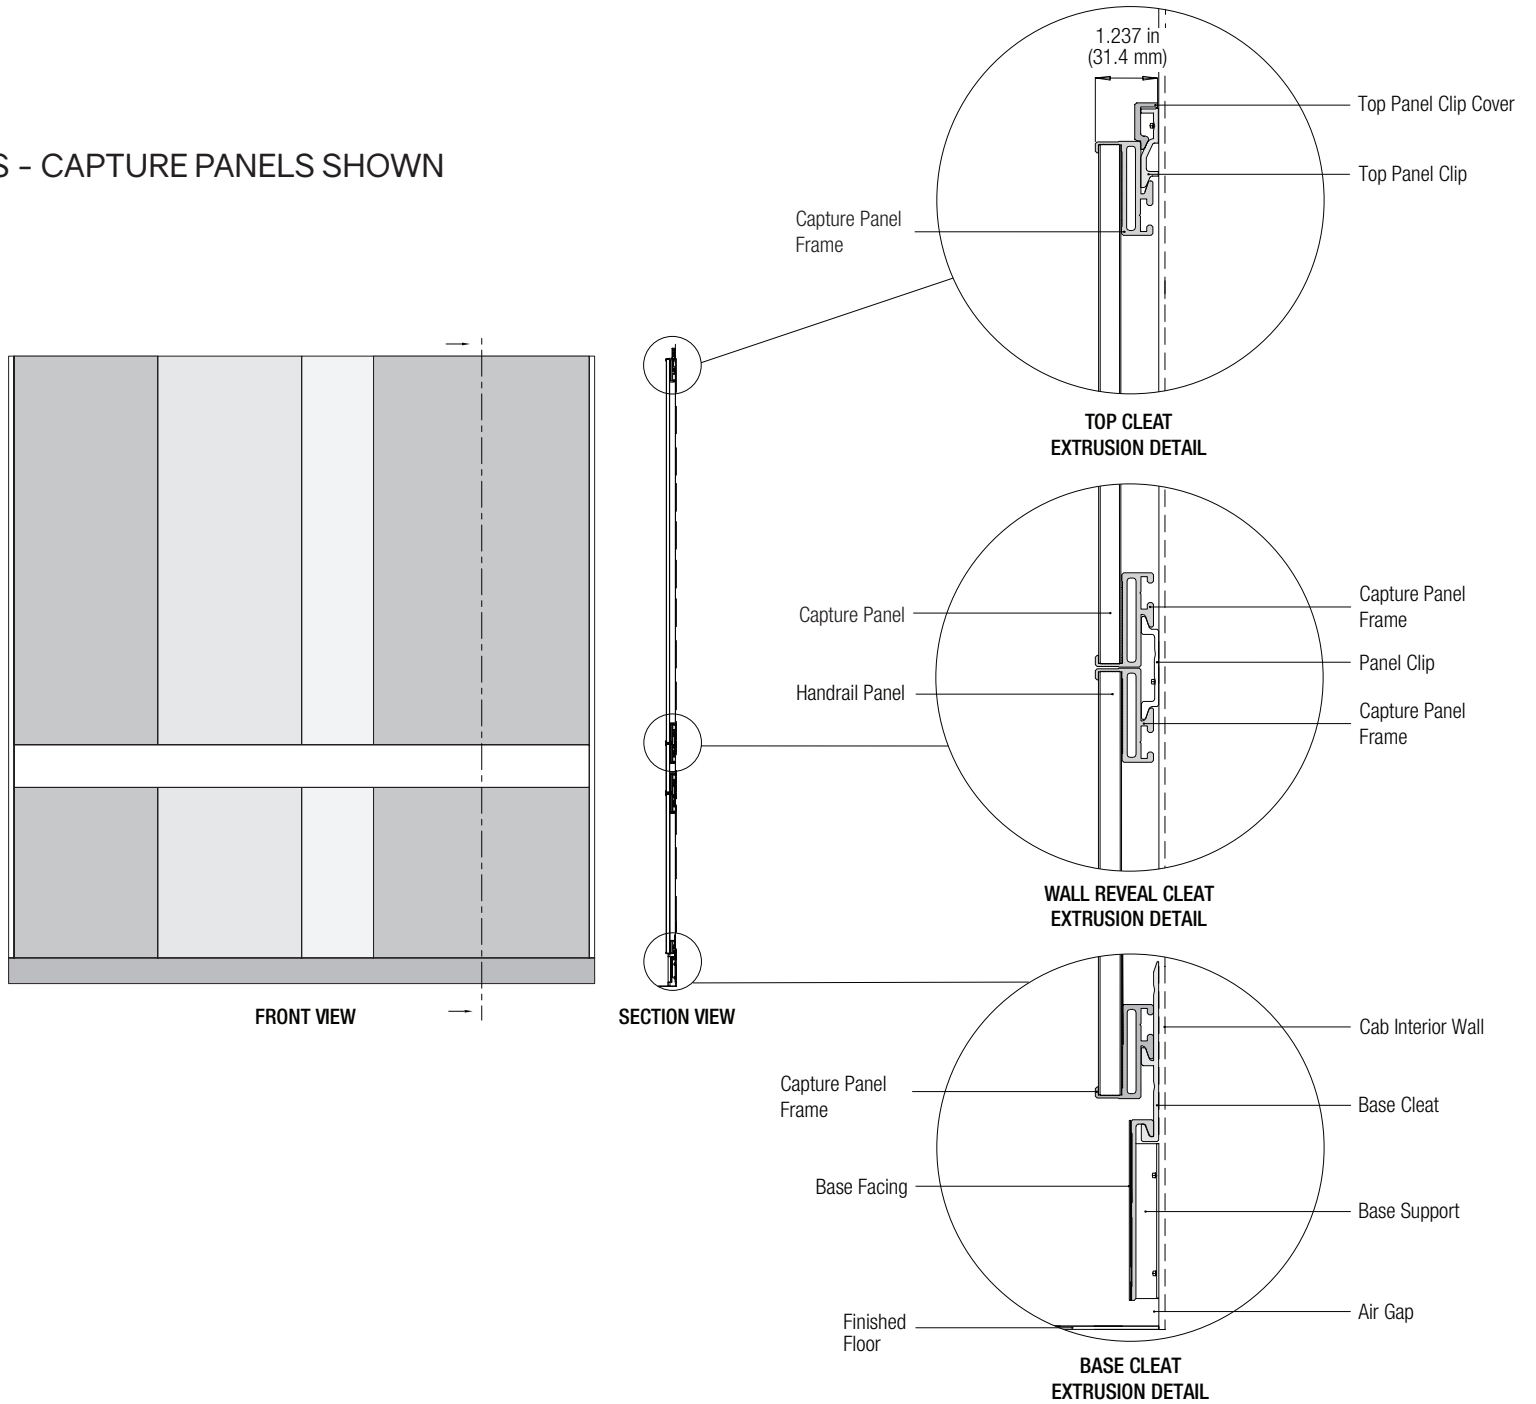 S – CAPTURE PANELS SHOWN
1.237 in
(31.4 mm)
Top Panel Clip Cover
Top Panel Clip
Capture Panel
Frame
TOP CLEAT
EXTRUSION DETAIL
Capture Panel
Handrail Panel
Capture Panel
Frame
Panel Clip
Capture Panel
Frame
WALL REVEAL CLEAT
EXTRUSION DETAIL
FRONT VIEW
SECTION VIEW
Capture Panel
Frame
Base Facing
Finished
Floor
Cab Interior Wall
Base Cleat
Base Support
Air Gap
BASE CLEAT
EXTRUSION DETAIL